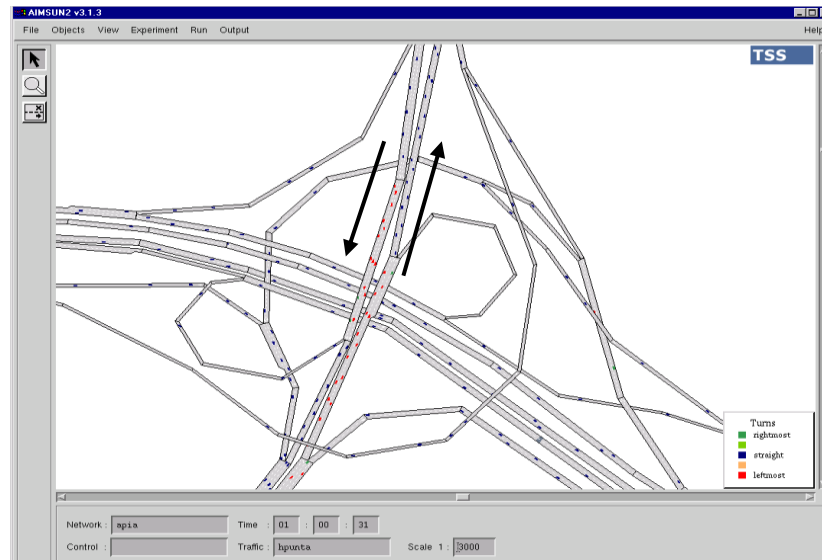 AIMSUN2 v3.1.3
File Objects View Experiment Run Output Help
TSS
Turns
rightmost
straight
leftmost
Network : apia Time : 01 : 00 : 31
Control : Traffic : hpunta Scale 1 : 3000